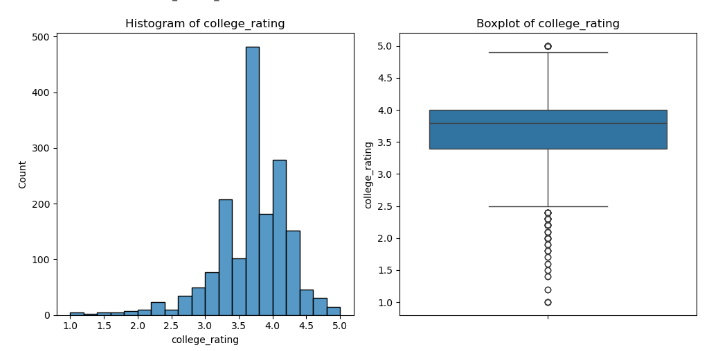 Histogram of college_rating
500
400
300
200
100
0
Count
1.0 1.5 2.0 2.5 3.0 3.5 4.0 4.5 5.0
college_rating
Boxplot of college_rating
5.0
4.5
4.0
3.5
3.0
2.5
2.0
1.5
1.0
college_rating